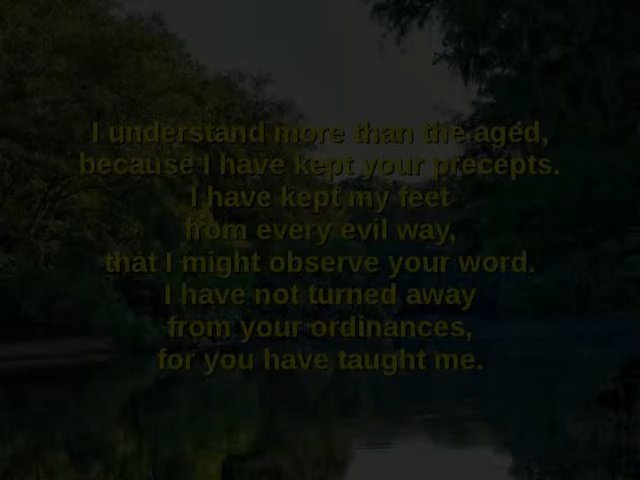 I understand more than the aged,
because I have kept your precepts.
I have kept my feet
from every evil way,
that I might observe your word.
I have not turned away
from your ordinances,
for you have taught me.